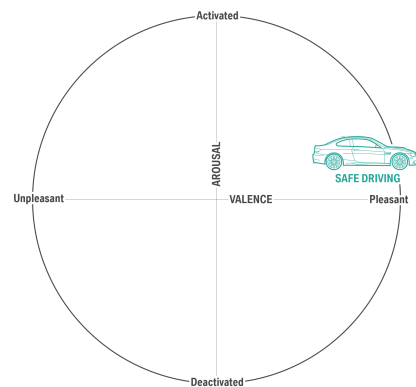 Activated
AROUSAL
SAFE DRIVING
Unpleasant
VALENCE
Pleasant
Deactivated